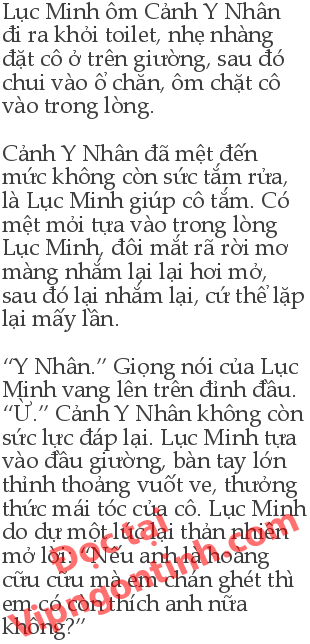 Lục Minh ôm Cảnh Y Nhân
đi ra khỏi toilet, nhẹ nhàng
đặt cô ở trên giường, sau đó
chui vào ổ chăn, ôm chặt cô
vào trong lòng.
Cảnh Y Nhân đã mệt đến
mức không còn sức tắm rửa,
là Lục Minh giúp cô tắm. Có
mệt mỏi tựa vào trong lòng
Lục Minh, đôi mắt rã rời mơ
màng nhắm lại lại hơi mở,
sau đó lại nhắm lại, cứ thể lặp
lại mấy lần.
“Y Nhân.” Giọng nói của Lục
Minh vang lên trên đỉnh đầu.
“Ừ.” Cảnh Y Nhân không còn
sức lực đáp lại. Lục Minh tựa
vào đầu giường, bàn tay lớn
thỉnh thoảng vuốt ve, thưởng
thức mái tóc của cô. Lục Minh
do dự một lúc lại thản nhiên
mở lời: “Nếu anh là hoàng
cữu cữu mà em chán ghét thì
em có còn thích anh nữa
không?”
Đọc tại
Vipngontinh.com